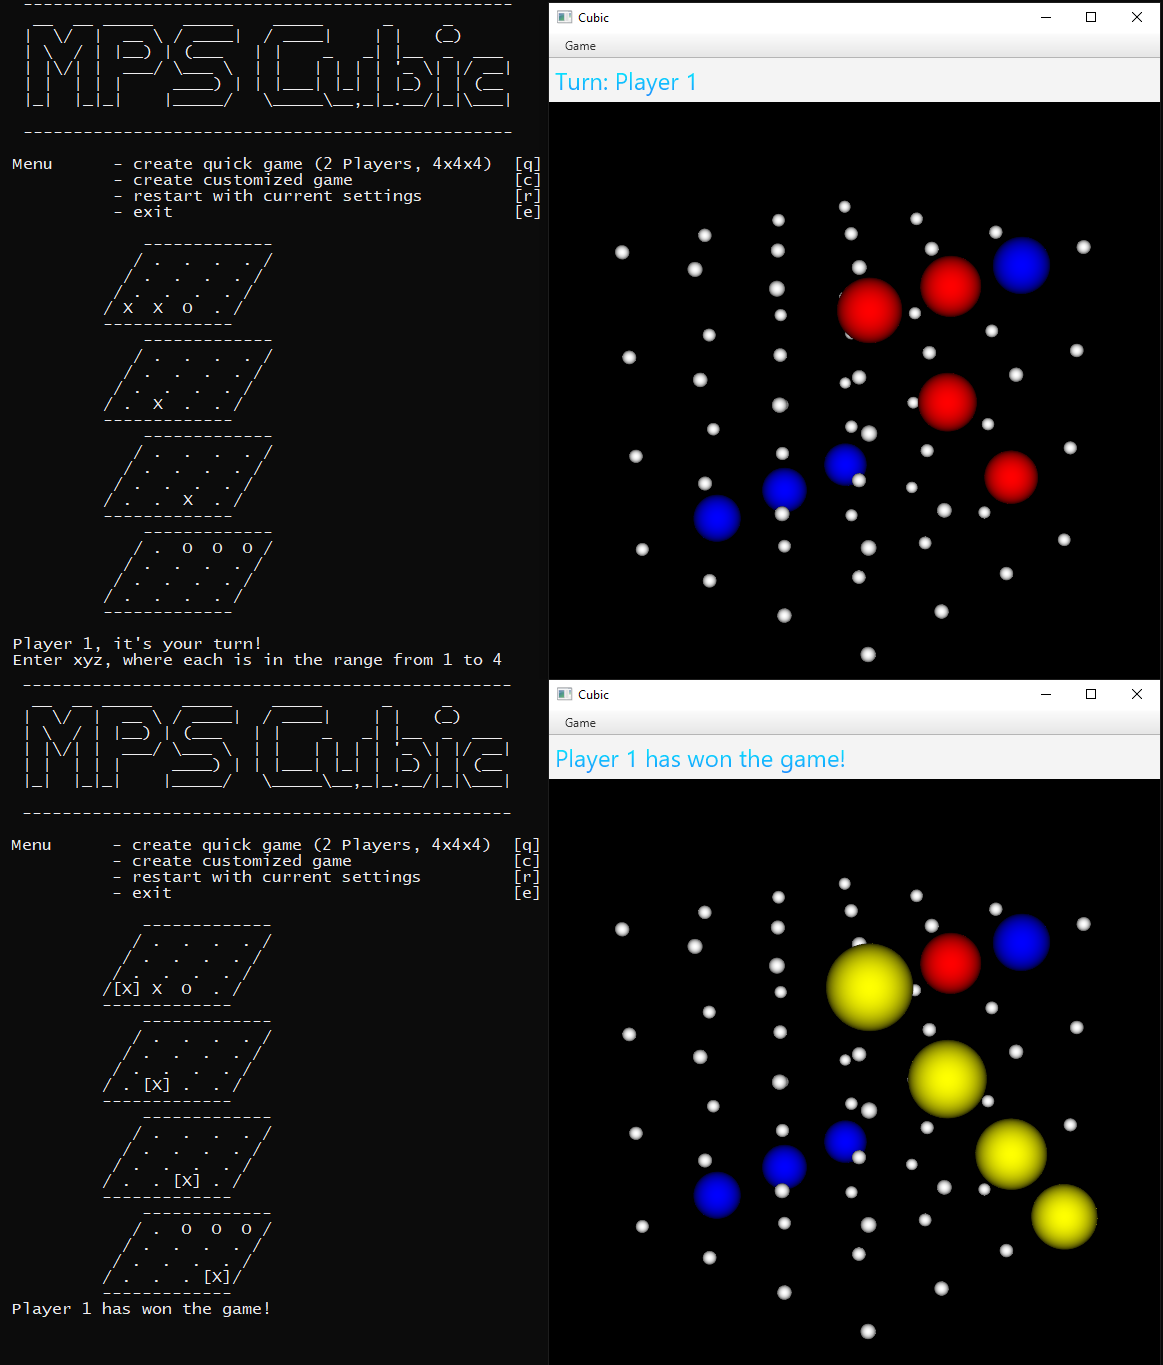 MPS Cubic
Menu - create quick game (2 Players, 4x4x4) [q]
- create customized game [c]
- restart with current settings [r]
- exit [e]
-------------
/ . . . . /
/ . . . . /
/ . . . . /
/ X X O . /
-------------
-------------
/ . . . . /
/ . . . . /
/ . . . . /
/ . X . . /
-------------
-------------
/ . . . . /
/ . . . . /
/ . . . . /
/ . . X . /
-------------
-------------
/ . O O O /
/ . . . . /
/ . . . . /
/ . . . . /
-------------
Player 1, it's your turn!
Enter xyz, where each is in the range from 1 to 4
Cubic
Game
Turn: Player 1
MPS Cubic
Menu - create quick game (2 Players, 4x4x4) [q]
- create customized game [c]
- restart with current settings [r]
- exit [e]
-------------
/ . . . . /
/ . . . . /
/ . . . . /
/[X] X O . /
-------------
-------------
/ . . . . /
/ . . . . /
/ . . . . /
/ . [X] . . /
-------------
-------------
/ . . . . /
/ . . . . /
/ . . . . /
/ . . [X] . /
-------------
-------------
/ . O O O /
/ . . . . /
/ . . . . /
/ . . . [X]/
-------------
Player 1 has won the game!
Cubic
Game
Player 1 has won the game!